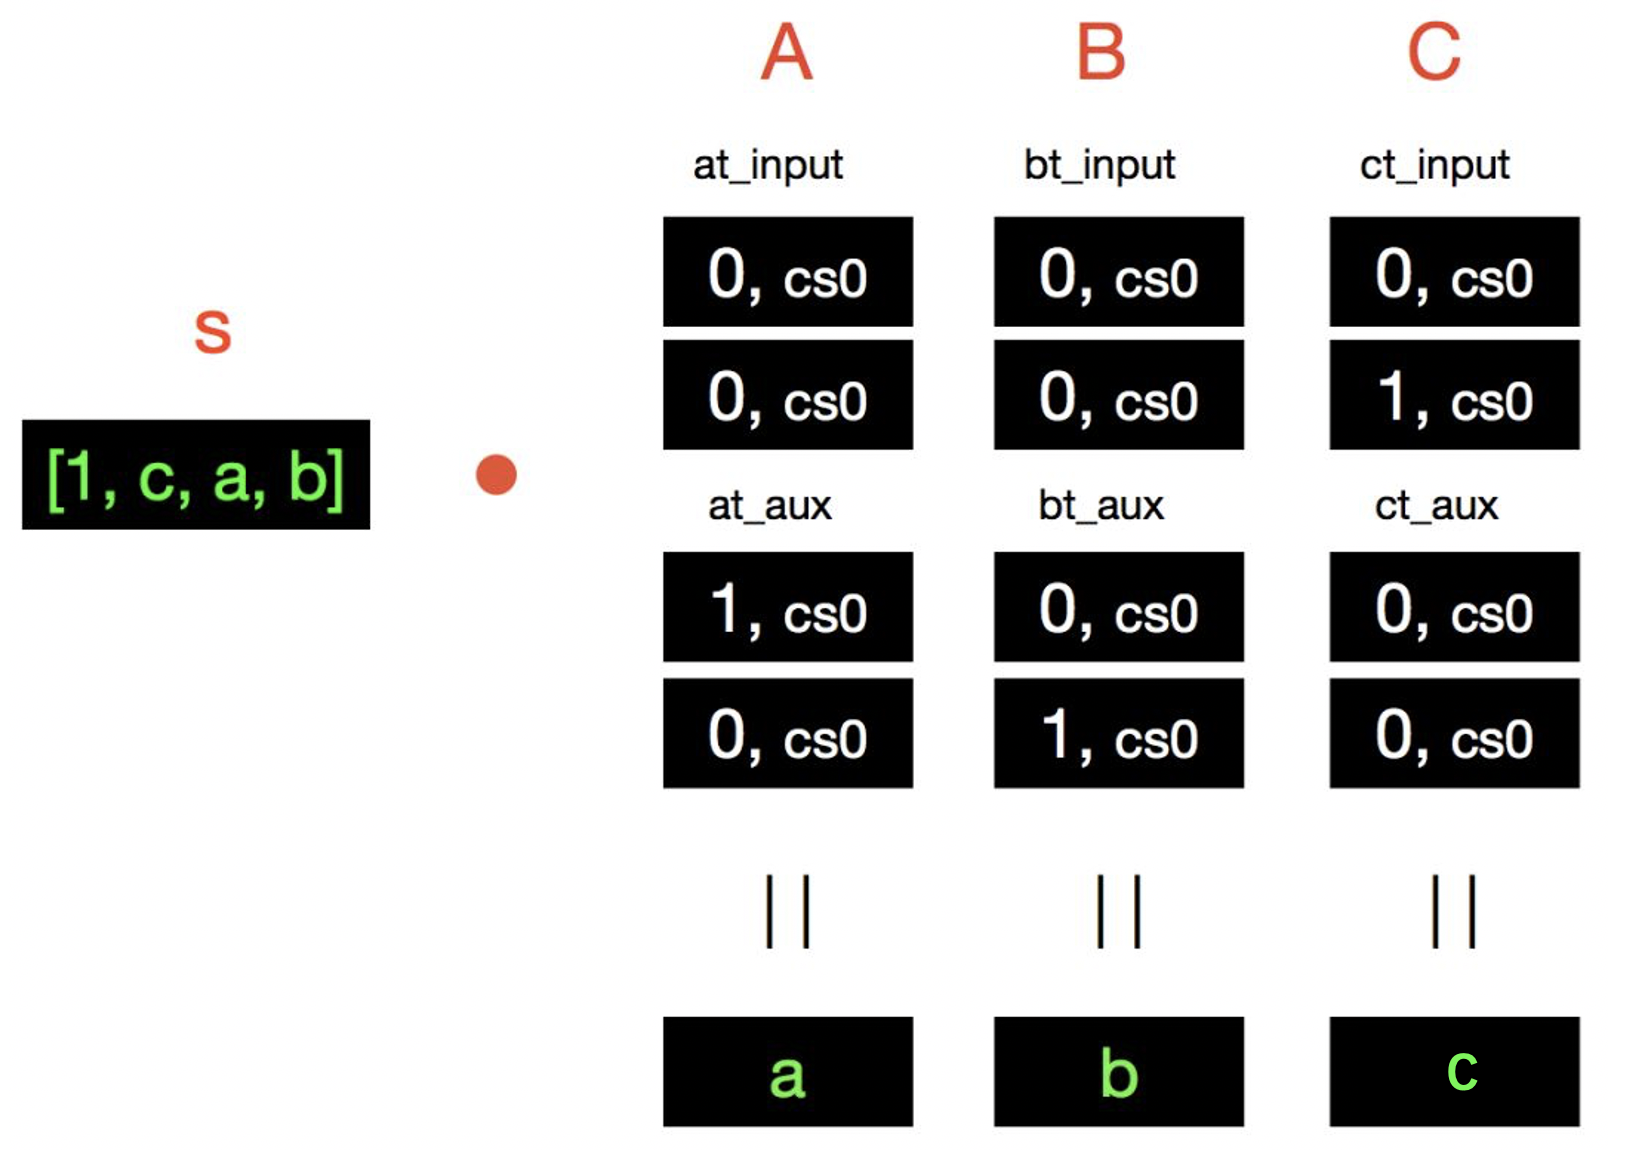 A B C
at_input bt_input ct_input
0, cs0 0, cs0 0, cs0
s
0, cs0 0, cs0 1, cs0
[1, c, a, b]
at_aux bt_aux ct_aux
1, cs0 0, cs0 0, cs0
0, cs0 1, cs0 0, cs0
|| || ||
a b c